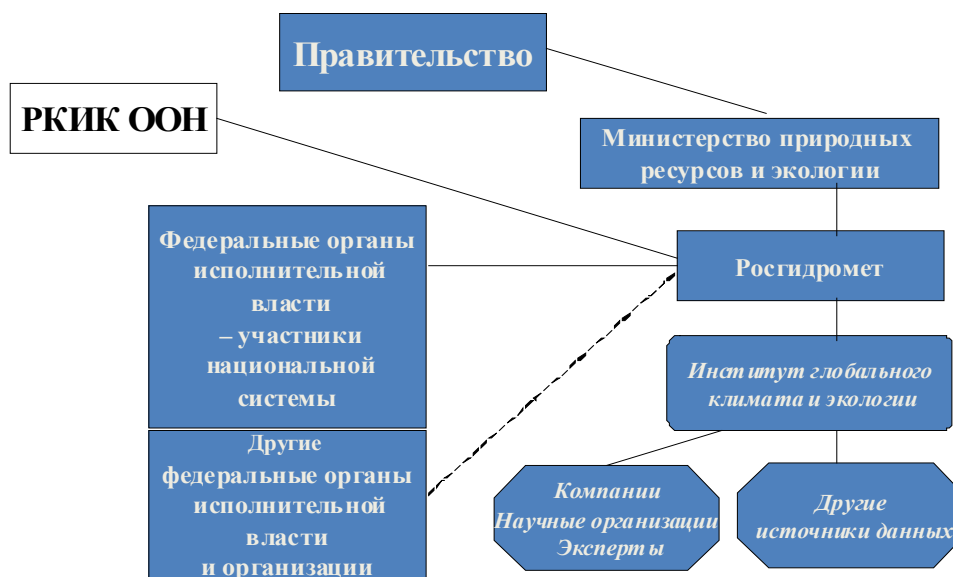 Правительство
РКИК ООН
Министерство природных
ресурсов и экологии
Федеральные органы
исполнительной
власти
– участники
национальной
системы
Росгидромет
Институт глобального
климата и экологии
Другие
федеральные органы
исполнительной
власти
и организации
Компании
Научные организации
Эксперты
Другие
источники данных